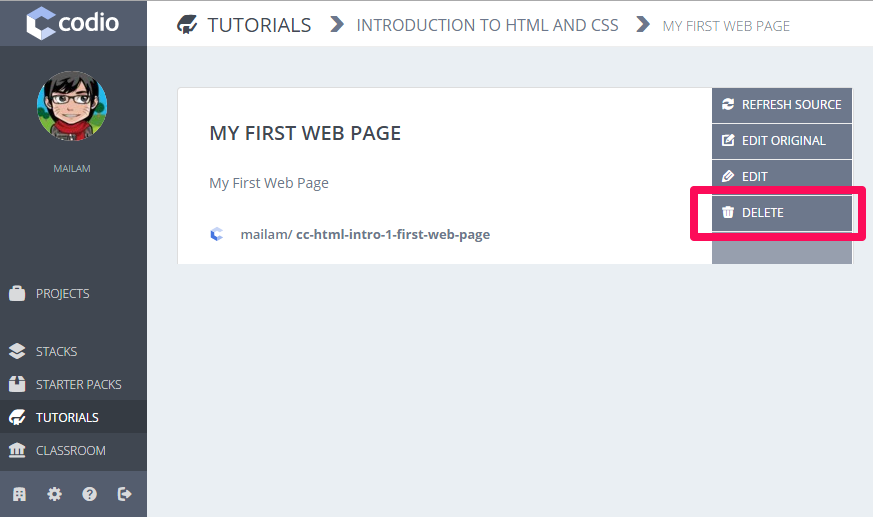 codio
TUTORIALS INTRODUCTION TO HTML AND CSS MY FIRST WEB PAGE
MAILAM
PROJECTS
STACKS
STARTER PACKS
TUTORIALS
CLASSROOM
MY FIRST WEB PAGE
My First Web Page
mailam/ cc-html-intro-1-first-web-page
REFRESH SOURCE
EDIT ORIGINAL
EDIT
DELETE